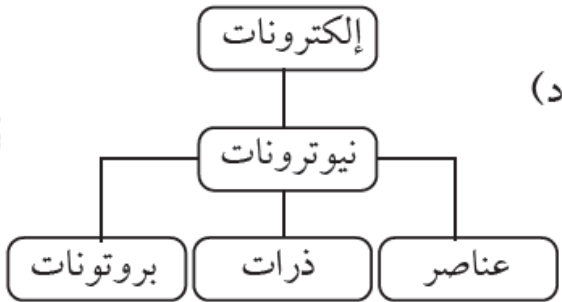 إلكترونات
د)
نيوترونات
عناصر
ذرات
بروتونات